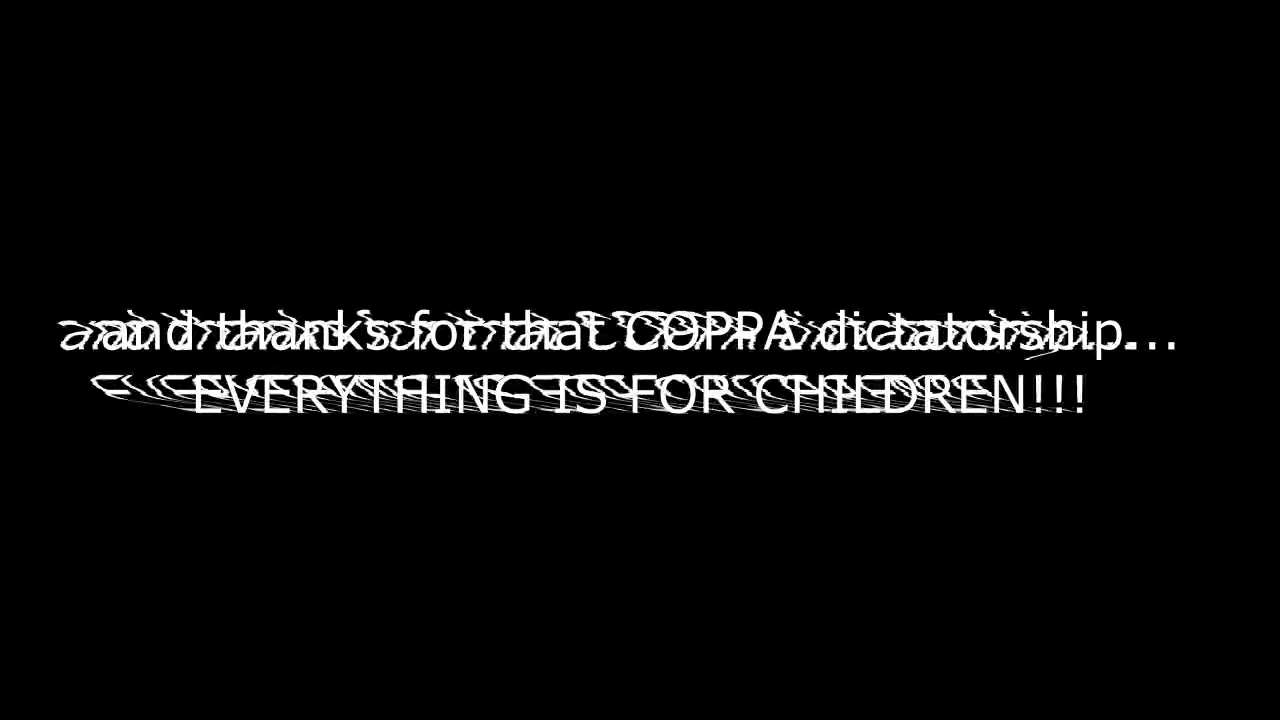 and thanks for that COPPA dictatorship...
EVERYTHING IS FOR CHILDREN!!!